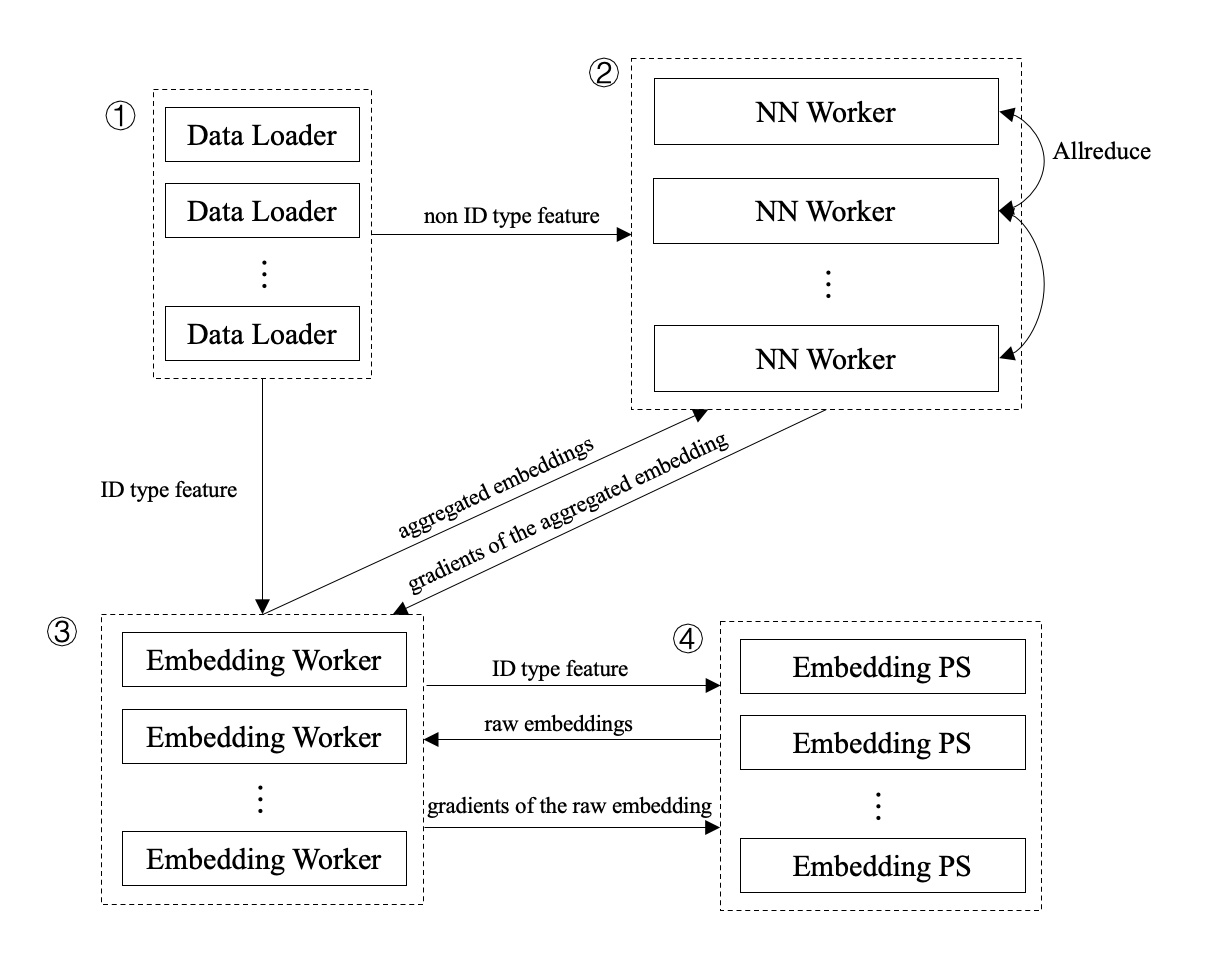 ①
Data Loader
Data Loader
⋮
Data Loader
non ID type feature
②
NN Worker
NN Worker
⋮
NN Worker
Allreduce
ID type feature
aggregated embeddings
gradients of the aggregated embedding
③
Embedding Worker
Embedding Worker
⋮
Embedding Worker
ID type feature
raw embeddings
gradients of the raw embedding
④
Embedding PS
Embedding PS
⋮
Embedding PS